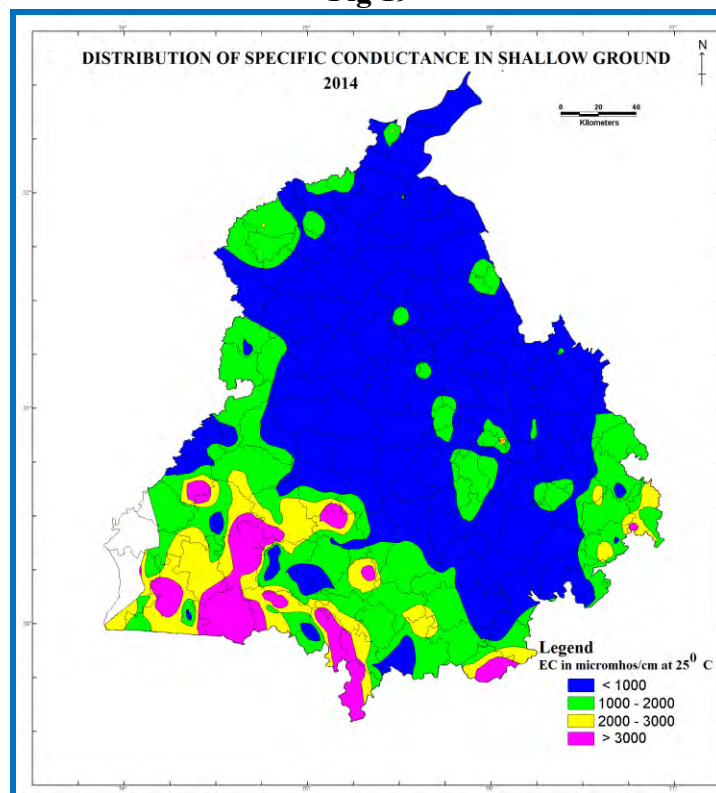 DISTRIBUTION OF SPECIFIC CONDUCTANCE IN SHALLOW GROUND
2014
N
0 20 40
Kilometers
Legend
EC in micromhos/cm at 25⁰ C
< 1000
1000 - 2000
2000 - 3000
> 3000